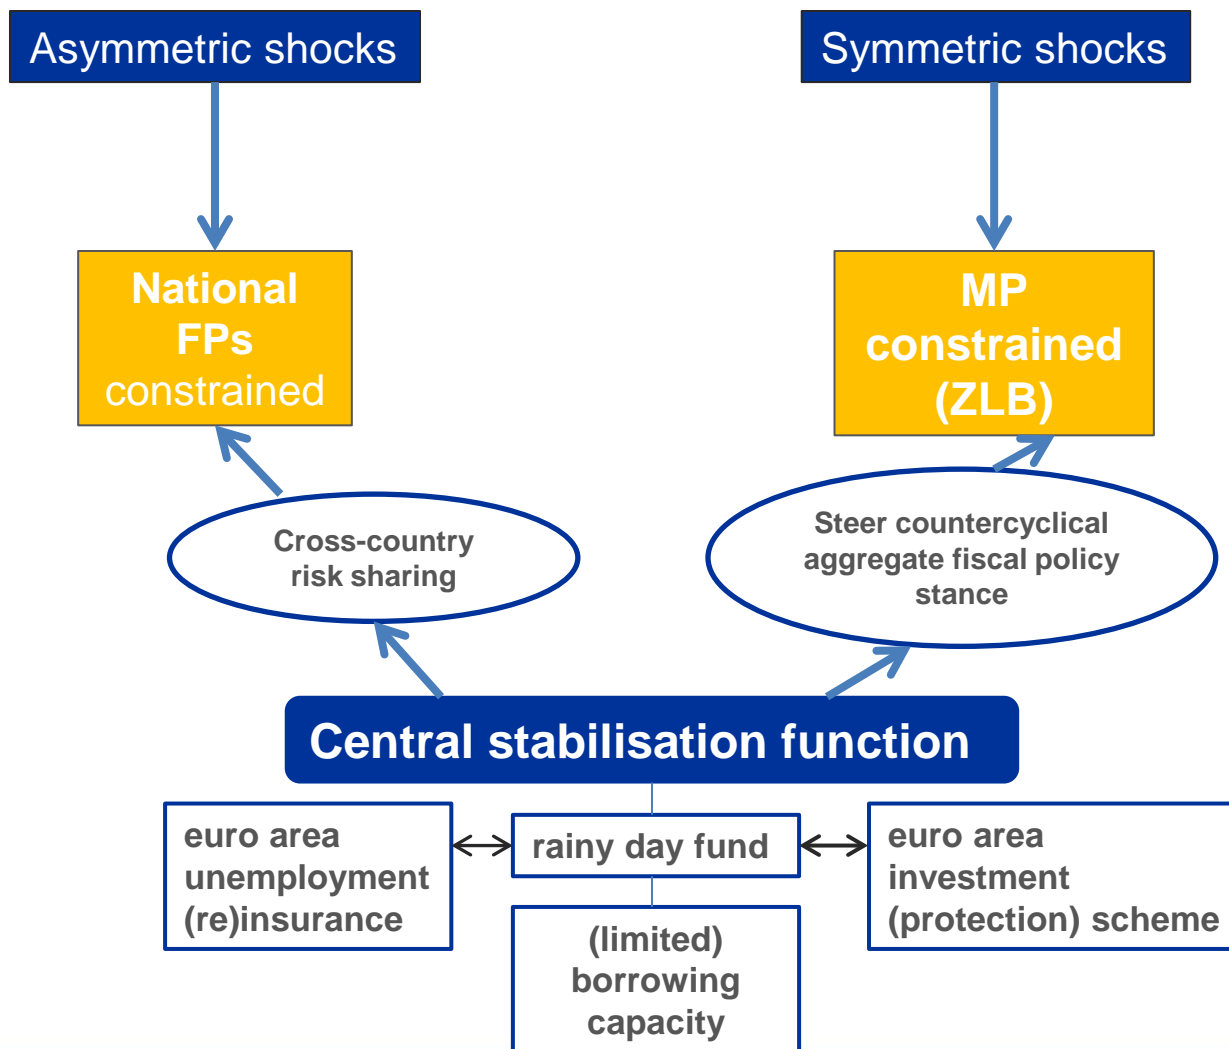 Asymmetric shocks
Symmetric shocks
National
FPs
constrained
MP
constrained
(ZLB)
Cross-country
risk sharing
Steer countercyclical
aggregate fiscal policy
stance
Central stabilisation function
euro area
unemployment
(re)insurance
rainy day fund
euro area
investment
(protection) scheme
(limited)
borrowing
capacity